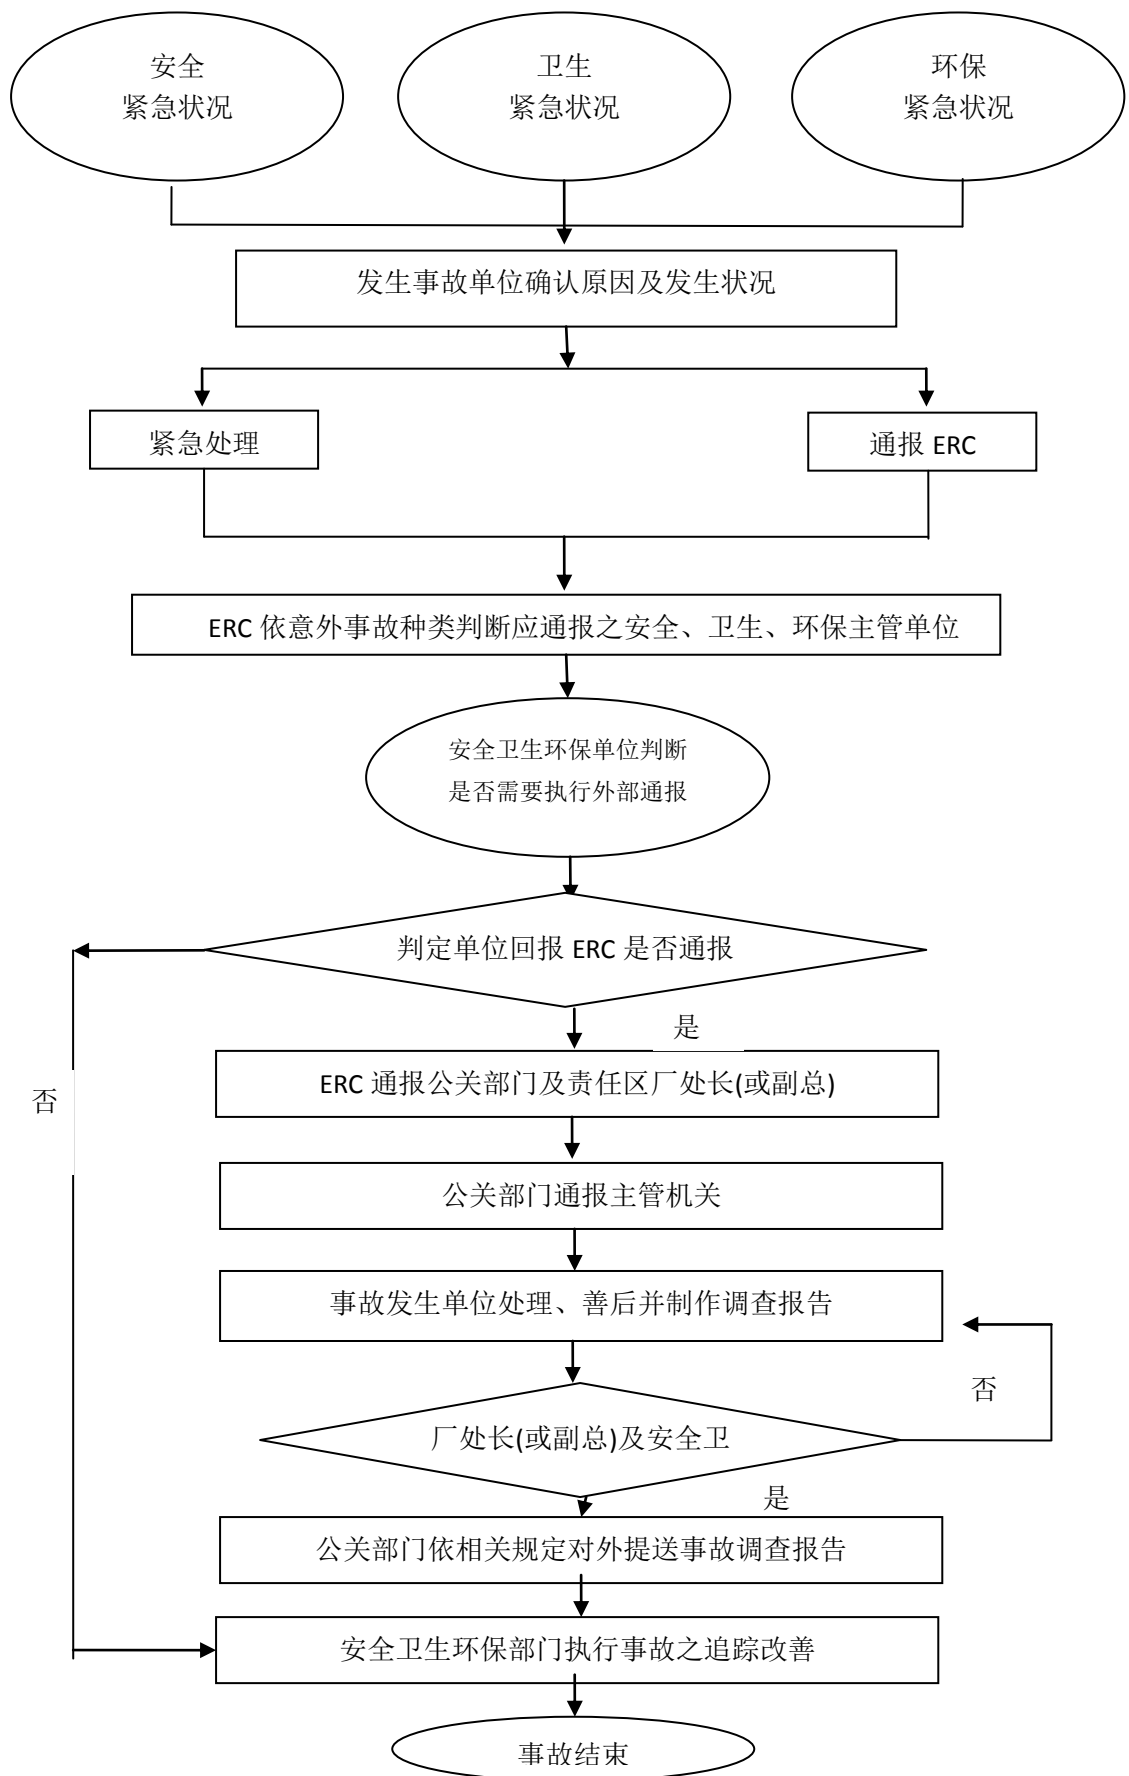 安全
紧急状况
卫生
紧急状况
环保
紧急状况
发生事故单位确认原因及发生状况
紧急处理
通报 ERC
ERC 依意外事故种类判断应通报之安全、卫生、环保主管单位
安全卫生环保单位判断
是否需要执行外部通报
判定单位回报 ERC 是否通报
是
否
ERC 通报公关部门及责任区厂处长(或副总)
公关部门通报主管机关
事故发生单位处理、善后并制作调查报告
否
厂处长(或副总)及安全卫
是
公关部门依相关规定对外提送事故调查报告
安全卫生环保部门执行事故之追踪改善
事故结束